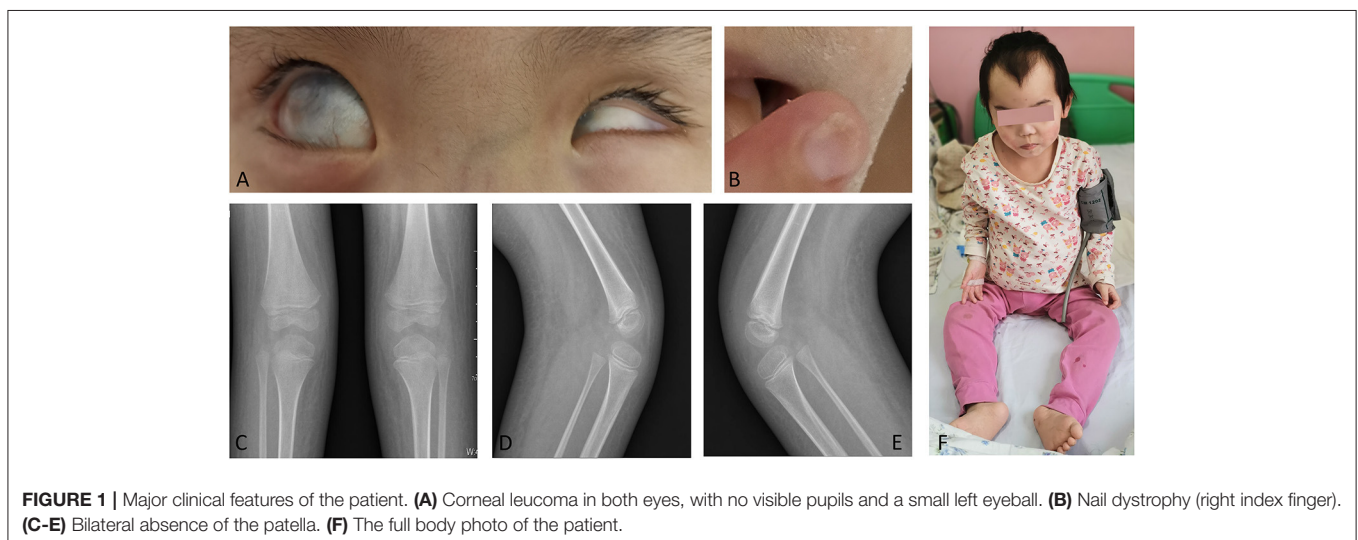 A
B
C
D
E
F
FIGURE 1 | Major clinical features of the patient. (A) Corneal leucoma in both eyes, with no visible pupils and a small left eyeball. (B) Nail dystrophy (right index finger).
(C-E) Bilateral absence of the patella. (F) The full body photo of the patient.